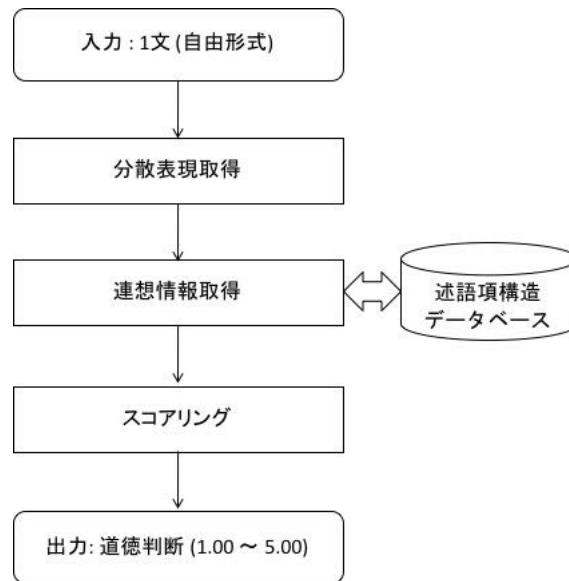 入力 : 1文 (自由形式)
分散表現取得
連想情報取得
述語項構造
データベース
スコアリング
出力: 道徳判断 (1.00 ～ 5.00)